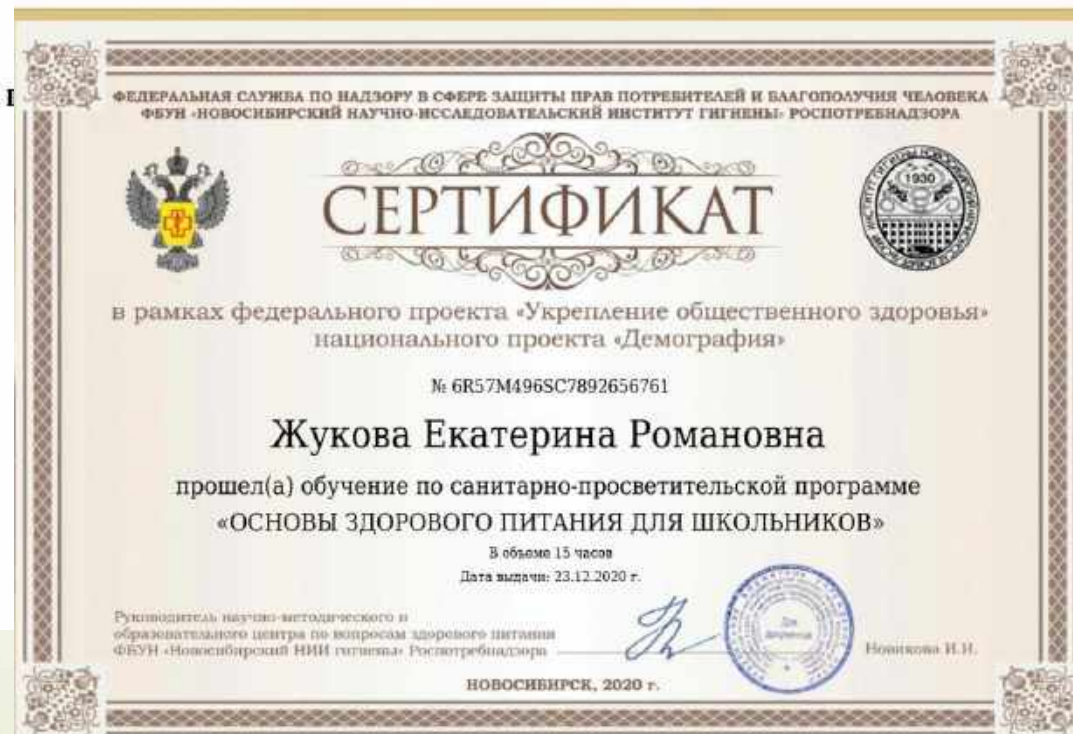 ФЕДЕРАЛЬНАЯ СЛУЖБА ПО НАДЗОРУ В СФЕРЕ ЗАЩИТЫ ПРАВ ПОТРЕБИТЕЛЕЙ И БЛАГОПОЛУЧИЯ ЧЕЛОВЕКА
ФБУН «НОВОСИБИРСКИЙ НАУЧНО-ИССЛЕДОВАТЕЛЬСКИЙ ИНСТИТУТ ГИГИЕНЫ» РОСПОТРЕБНАДЗОРА
1930
СЕРТИФИКАТ
в рамках федерального проекта «Укрепление общественного здоровья»
национального проекта «Демография»
№ 6R57M496SC7892656761
Жукова Екатерина Романовна
прошел(а) обучение по санитарно-просветительской программе
«ОСНОВЫ ЗДОРОВОГО ПИТАНИЯ ДЛЯ ШКОЛЬНИКОВ»
В объеме 15 часов
Дата выдачи: 23.12.2020 г.
Руководитель научно-методического и
образовательного центра по вопросам здорового питания
ФБУН «Новосибирский НИИ гигиены» Роспотребнадзора
Новикова И.И.
Для
документов
НОВОСИБИРСК, 2020 г.